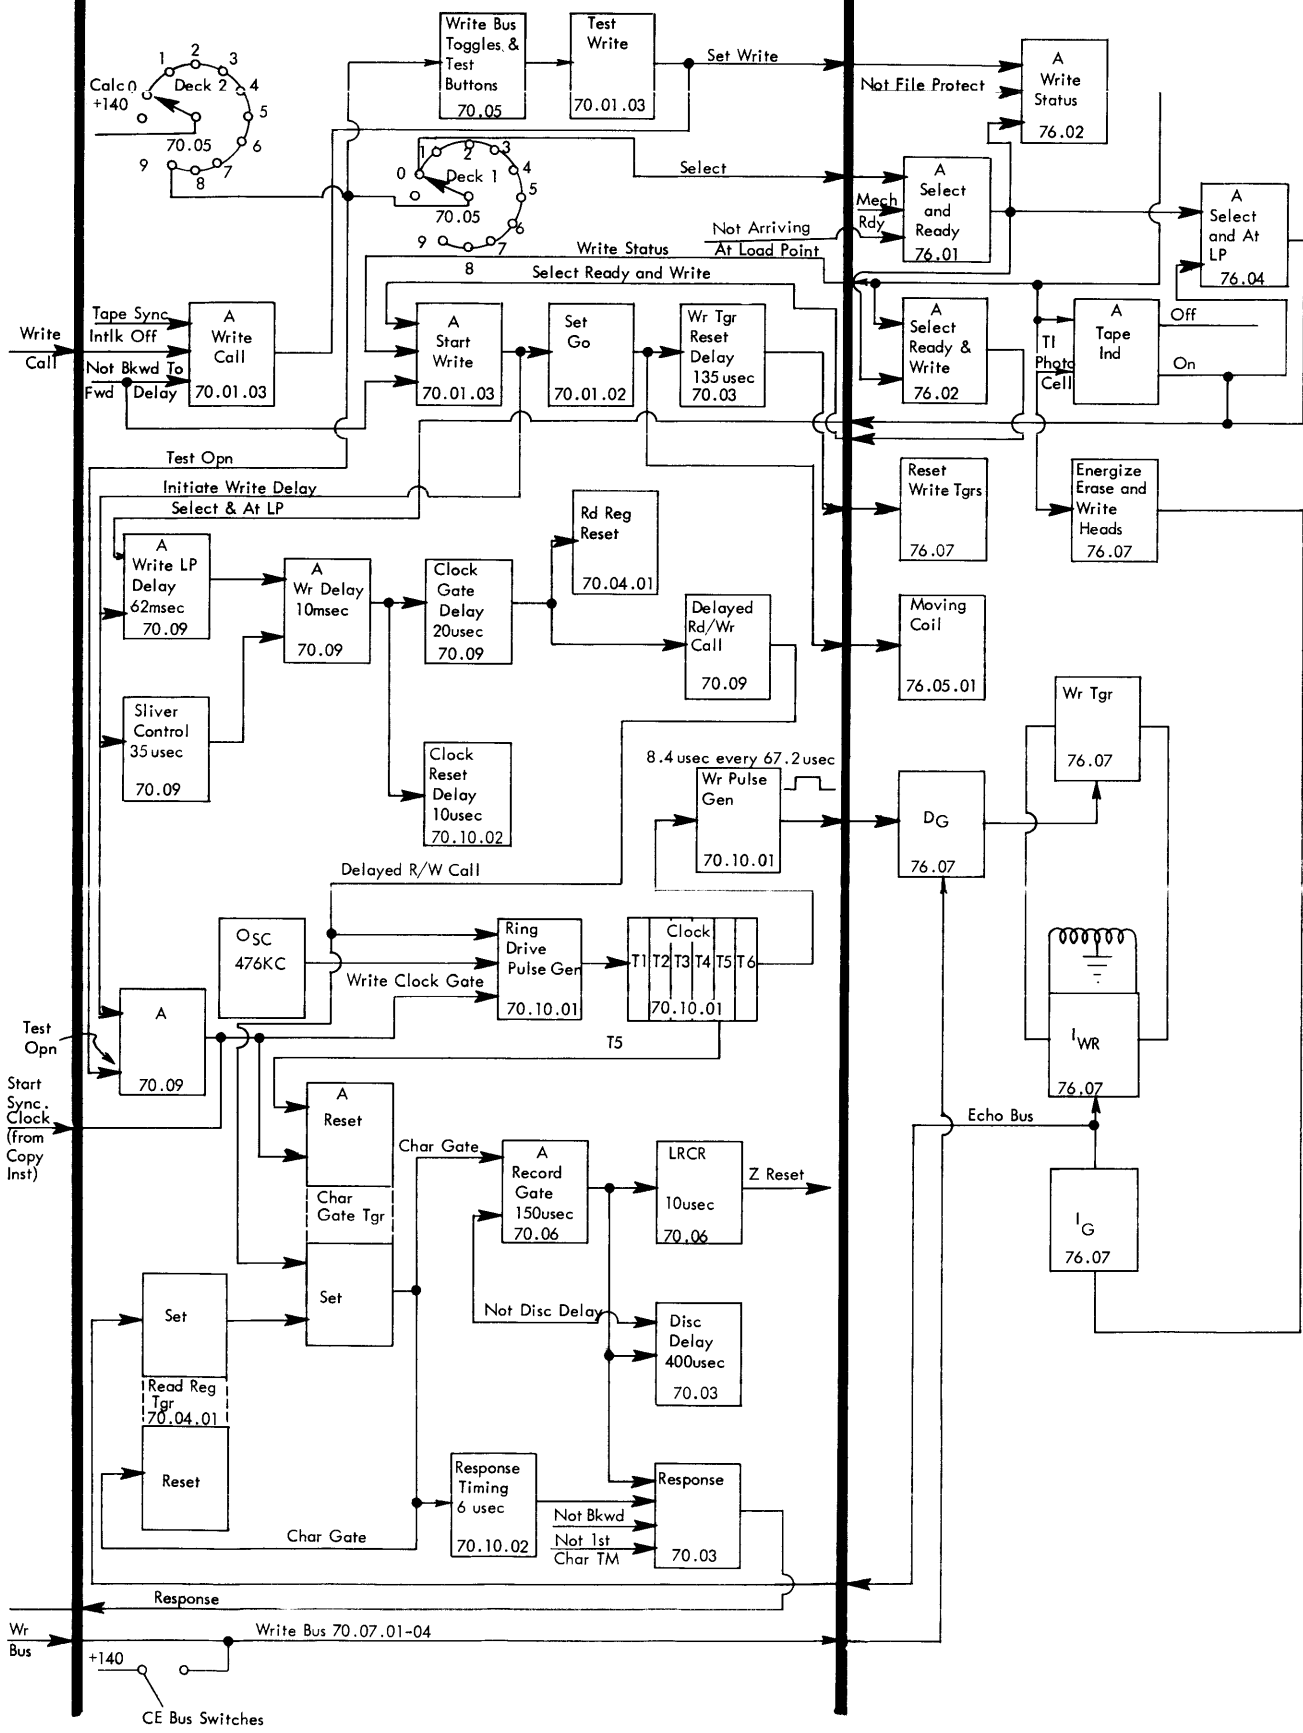 Write Bus
Toggles &
Test
Buttons
70.05
Test
Write
70.01.03
Set Write
Not File Protect
A
Write
Status
76.02
Calc
+140
0
1
2
3
4
5
6
7
8
9
Deck 2
70.05
0
1
2
3
4
5
6
7
8
9
Deck 1
70.05
Select
Mech
Rdy
A
Select
and
Ready
76.01
A
Select
and At
LP
76.04
Not Arriving
At Load Point
Write Status
Select Ready and Write
Write
Call
Tape Sync
Intlk Off
Not Bkwd To
Fwd Delay
A
Write
Call
70.01.03
A
Start
Write
70.01.03
Set
Go
70.01.02
Wr Tgr
Reset
Delay
135 usec
70.03
A
Select
Ready &
Write
76.02
TI
Photo
Cell
A
Tape
Ind
Off
On
Test Opn
Initiate Write Delay
Select & At LP
Rd Reg
Reset
70.04.01
Reset
Write Tgrs
76.07
Energize
Erase and
Write
Heads
76.07
A
Write LP
Delay
62msec
70.09
A
Wr Delay
10msec
70.09
Clock
Gate
Delay
20usec
70.09
Delayed
Rd/Wr
Call
70.09
Moving
Coil
76.05.01
Sliver
Control
35 usec
70.09
Clock
Reset
Delay
10usec
70.10.02
8.4 usec every 67.2 usec
Wr Pulse
Gen
70.10.01
Wr Tgr
76.07
DG
76.07
Delayed R/W Call
OSC
476KC
Write Clock Gate
Ring
Drive
Pulse Gen
70.10.01
Clock
T1 T2 T3 T4 T5 T6
70.10.01
T5
IWR
76.07
Test
Opn
A
70.09
Start
Sync.
Clock
(from
Copy
Inst)
A
Reset
Char
Gate Tgr
Set
Char Gate
A
Record
Gate
150usec
70.06
LRCR
10usec
70.06
Z Reset
Echo Bus
IG
76.07
Not Disc Delay
Disc
Delay
400usec
70.03
Set
Read Reg
Tgr
70.04.01
Reset
Char Gate
Response
Timing
6 usec
70.10.02
Not Bkwd
Not 1st
Char TM
Response
70.03
Response
Wr
Bus
Write Bus 70.07.01-04
+140
CE Bus Switches